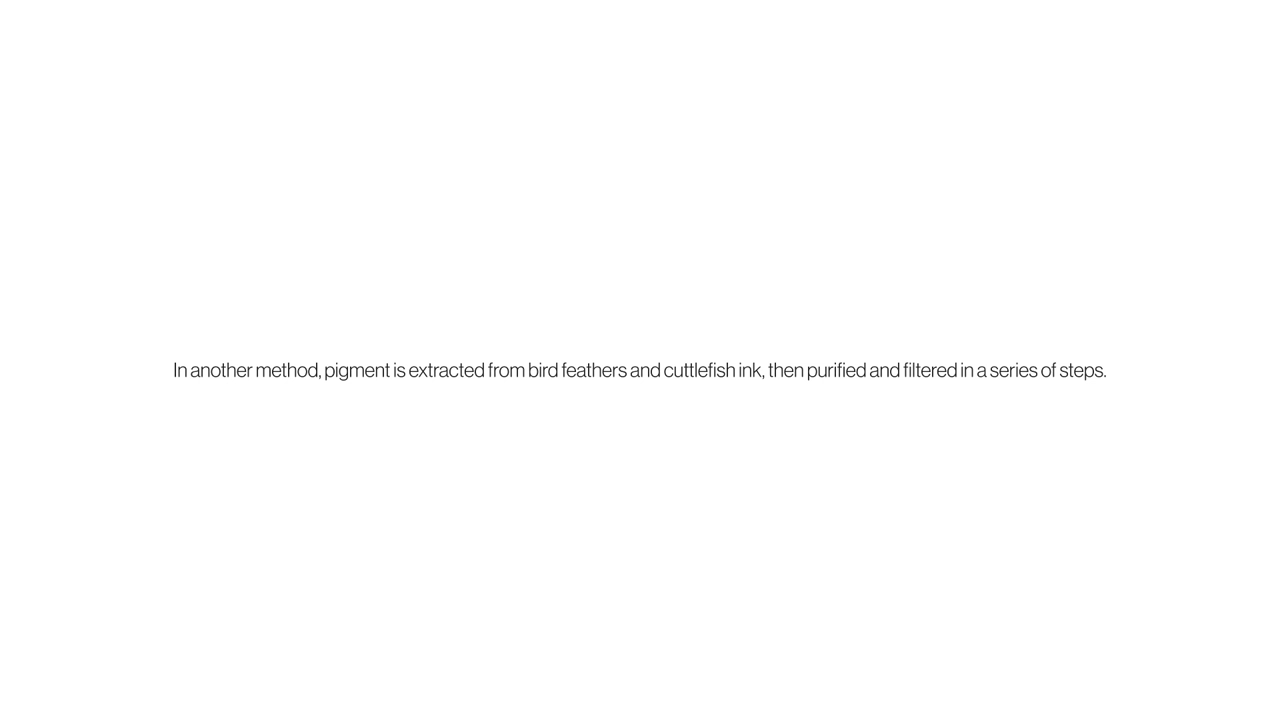 In another method, pigment is extracted from bird feathers and cuttlefish ink, then purified and filtered in a series of steps.